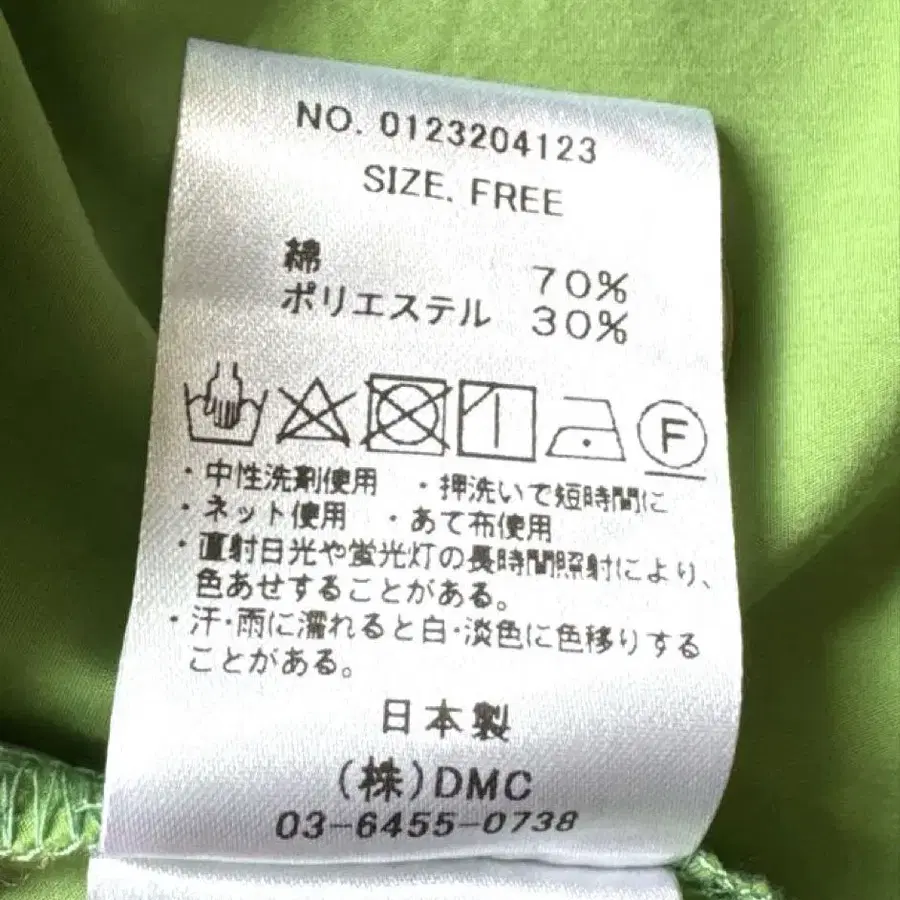 NO. 0123204123
SIZE. FREE
綿 70%
ポリエステル 30%
F
・中性洗剤使用 ・押洗いで短時間に
・ネット使用 ・あて布使用
・直射日光や蛍光灯の長時間照射により、
色あせすることがある。
・汗・雨に濡れると白・淡色に色移りする
ことがある。
日本製
(株)DMC
03-6455-0738